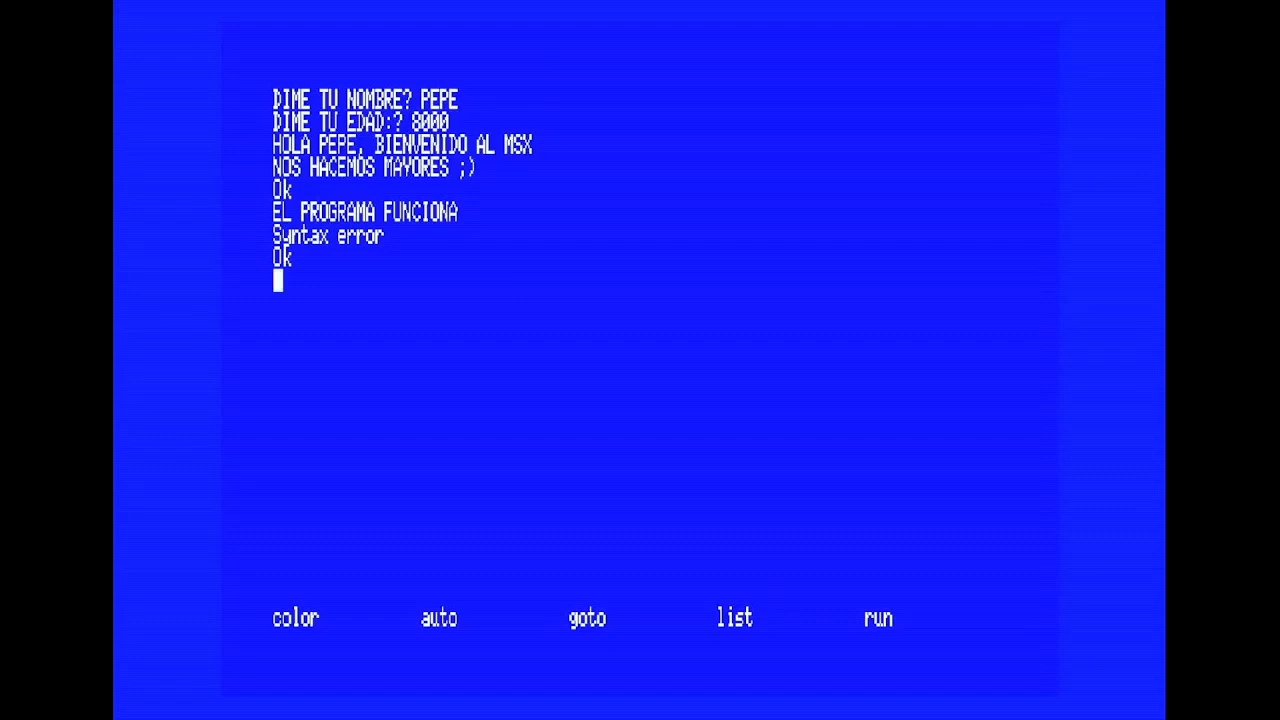 DIME TU NOMBRE? PEPE
DIME TU EDAD:? 8000
HOLA PEPE, BIENVENIDO AL MSX
NOS HACEMOS MAYORES ;)
Ok
EL PROGRAMA FUNCIONA
Syntax error
Ok
color auto goto list run